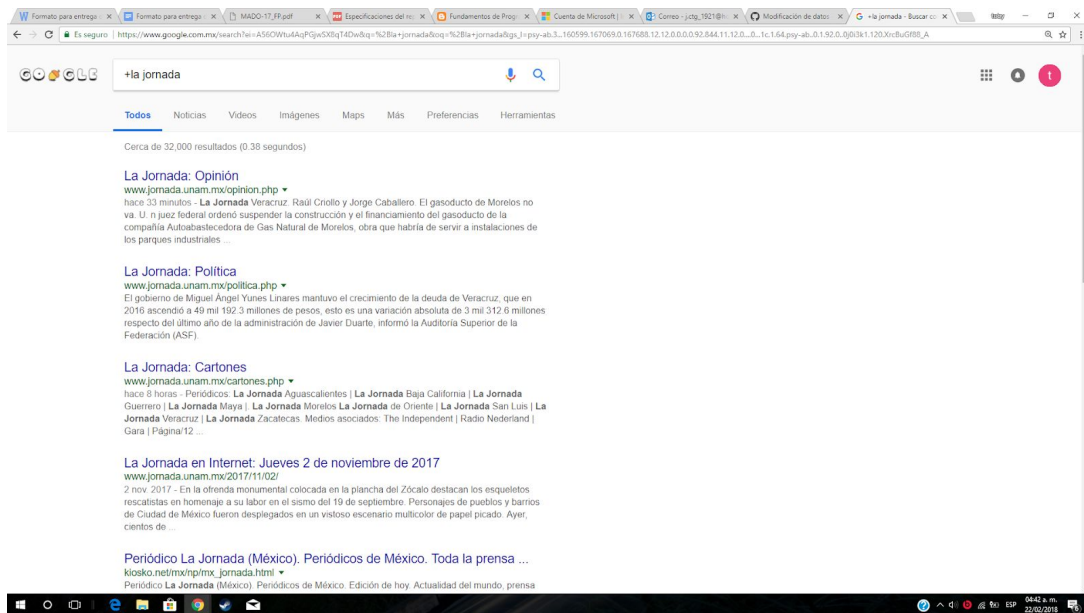 Formato para entrega d
Formato para entrega d
MADO-17_FP.pdf
Especificaciones del rep
Fundamentos de Progra
Cuenta de Microsoft | I
Correo - j.ctg_1921@h
Modificación de datos
+la jornada - Buscar co
Es seguro | https://www.google.com.mx/search?
GOOGLE
+la jornada
t
Todos Noticias Videos Imágenes Maps Más Preferencias Herramientas
Cerca de 32,000 resultados (0.38 segundos)
La Jornada: Opinión
www.jornada.unam.mx/opinion.php
hace 33 minutos - La Jornada Veracruz. Raúl Criollo y Jorge Caballero. El gasoducto de Morelos no
va. U. n juez federal ordenó suspender la construcción y el financiamiento del gasoducto de la
compañía Autoabastecedora de Gas Natural de Morelos, obra que habría de servir a instalaciones de
los parques industriales ...
La Jornada: Política
www.jornada.unam.mx/politica.php
El gobierno de Miguel Ángel Yunes Linares mantuvo el crecimiento de la deuda de Veracruz, que en
2016 ascendió a 49 mil 192.3 millones de pesos, esto es una variación absoluta de 3 mil 312.6 millones
respecto del último año de la administración de Javier Duarte, informó la Auditoría Superior de la
Federación (ASF).
La Jornada: Cartones
www.jornada.unam.mx/cartones.php
hace 8 horas - Periódicos: La Jornada Aguascalientes | La Jornada Baja California | La Jornada
Guerrero | La Jornada Maya |. La Jornada Morelos La Jornada de Oriente | La Jornada San Luis | La
Jornada Veracruz | La Jornada Zacatecas. Medios asociados: The Independent | Radio Nederland |
Gara | Página/12 ...
La Jornada en Internet: Jueves 2 de noviembre de 2017
www.jornada.unam.mx/2017/11/02/
2 nov. 2017 - En la ofrenda monumental colocada en la plancha del Zócalo destacan los esqueletos
rescatistas en homenaje a su labor en el sismo del 19 de septiembre. Personajes de pueblos y barrios
de Ciudad de México fueron desplegados en un vistoso escenario multicolor de papel picado. Ayer,
cientos de ...
Periódico La Jornada (México). Periódicos de México. Toda la prensa ...
kiosko.net/mx/np/mx_jornada.html
Periódico La Jornada (México). Periódicos de México. Edición de hoy. Actualidad del mundo, prensa
ESP
04:42 a. m.
22/02/2018